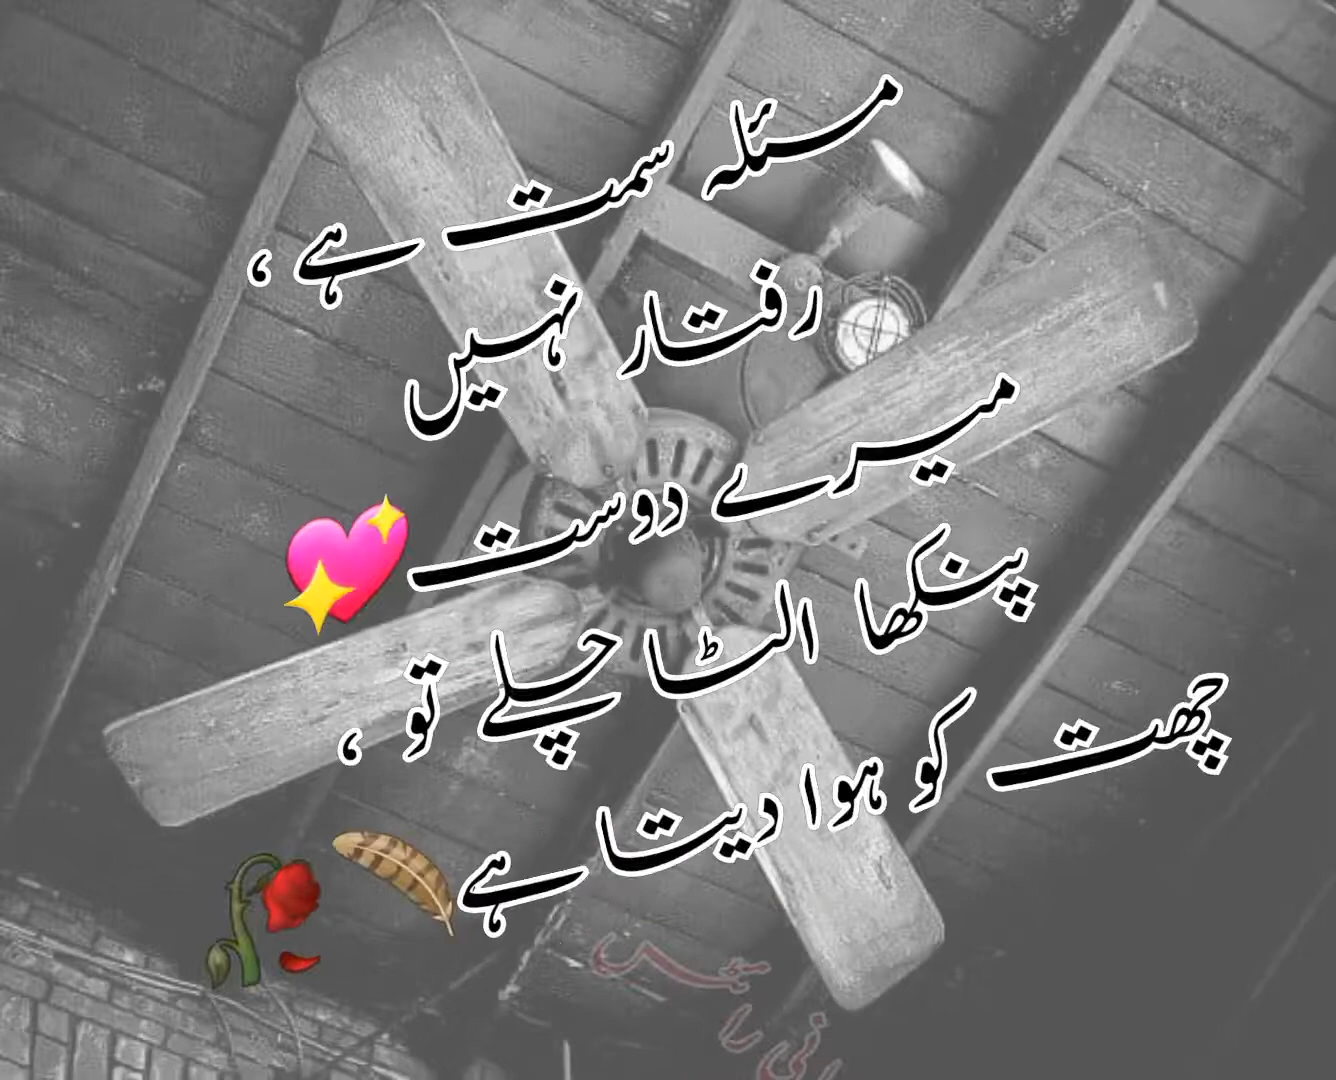 مسئلہ سمت ہے ،
رفتار نہیں
میرے دوست
پنکھا الٹا چلے تو ،
چھت کو ہوا دیتا ہے